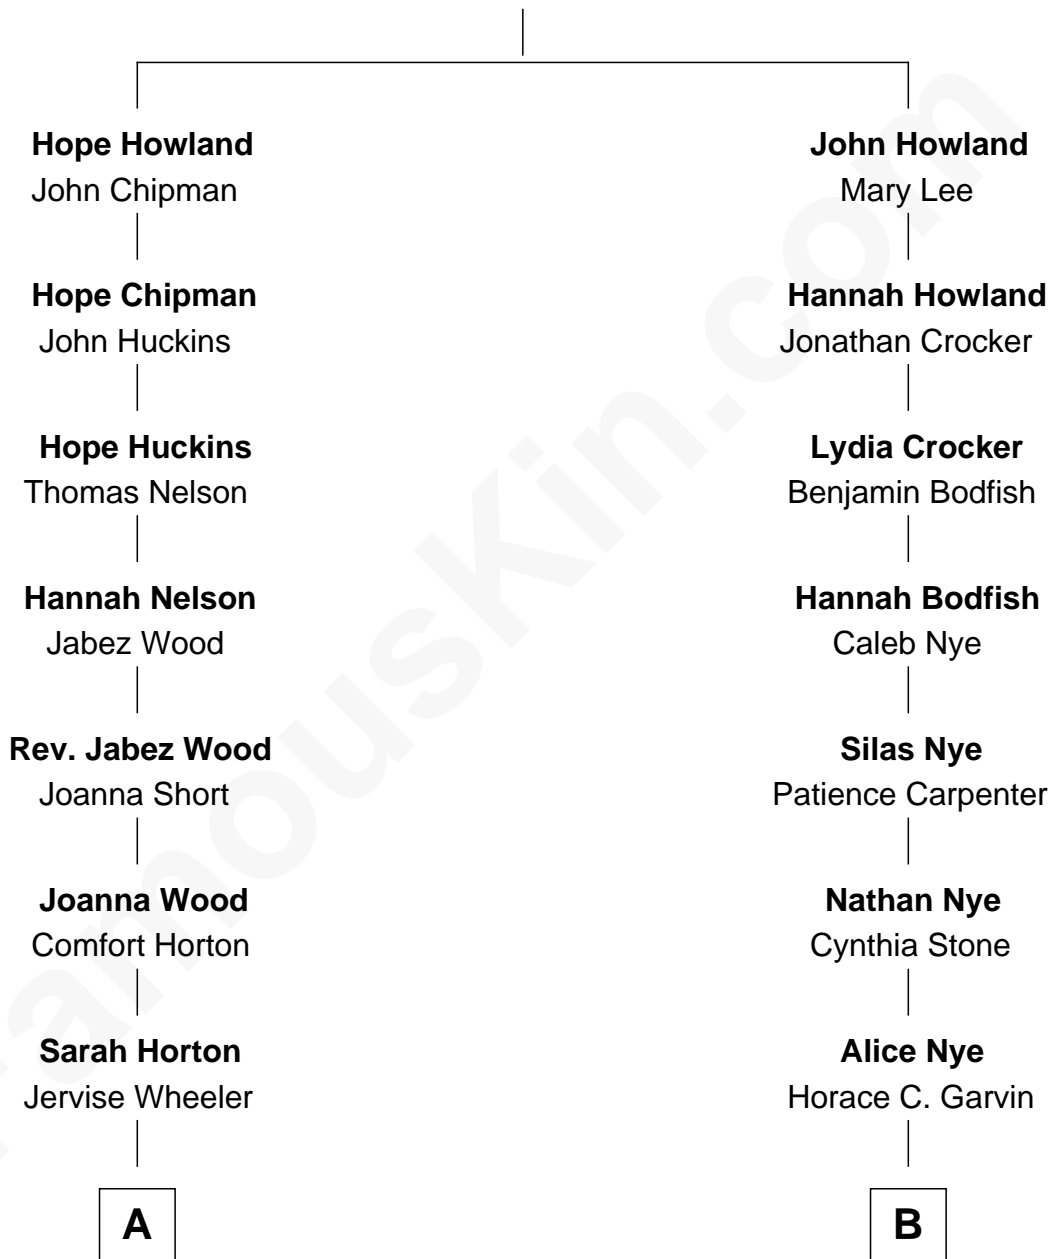 Hope Howland
John Chipman
Hope Chipman
John Huckins
Hope Huckins
Thomas Nelson
Hannah Nelson
Jabez Wood
Rev. Jabez Wood
Joanna Short
Joanna Wood
Comfort Horton
Sarah Horton
Jervise Wheeler
A
John Howland
Mary Lee
Hannah Howland
Jonathan Crocker
Lydia Crocker
Benjamin Bodfish
Hannah Bodfish
Caleb Nye
Silas Nye
Patience Carpenter
Nathan Nye
Cynthia Stone
Alice Nye
Horace C. Garvin
B
FamousKin.com